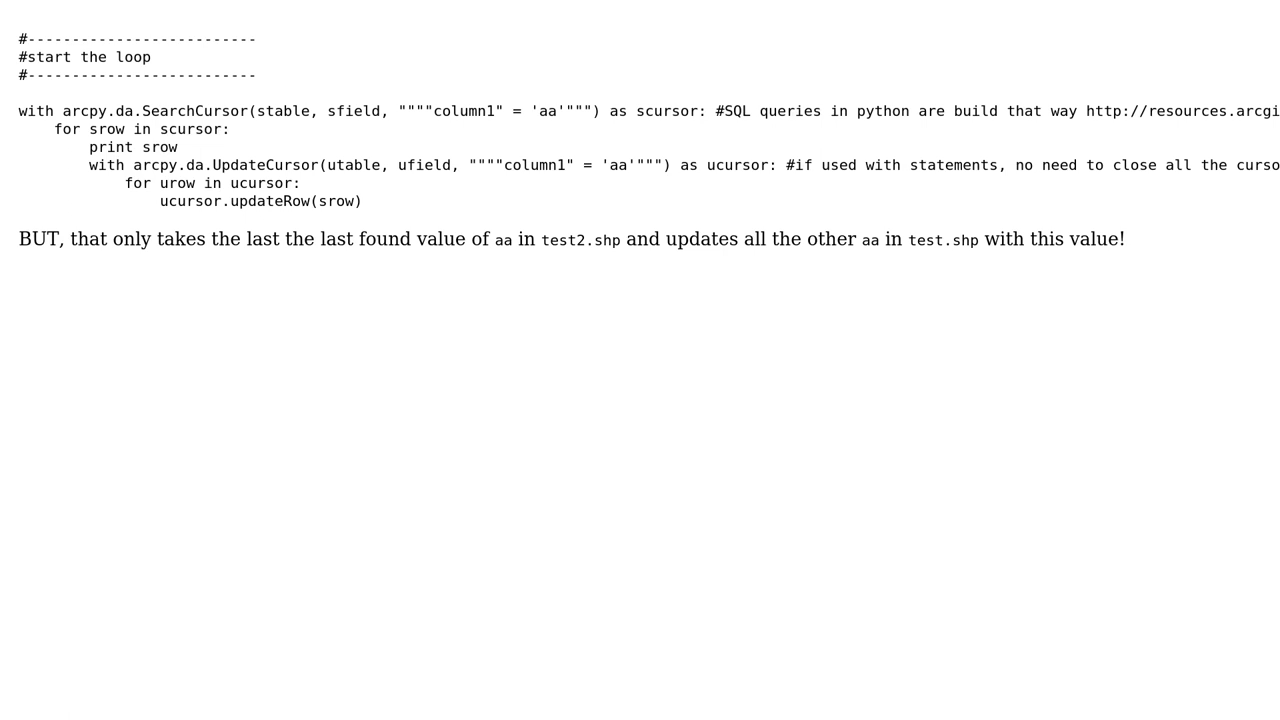 #--------------------------
#start the loop
#--------------------------
with arcpy.da.SearchCursor(stable, sfield, """"column1" = 'aa'""") as scursor: #SQL queries in python are build that way http://resources.arcgi
for srow in scursor:
print srow
with arcpy.da.UpdateCursor(utable, ufield, """"column1" = 'aa'""") as ucursor: #if used with statements, no need to close all the curso
for urow in ucursor:
ucursor.updateRow(srow)
BUT, that only takes the last the last found value of aa in test2.shp and updates all the other aa in test.shp with this value!